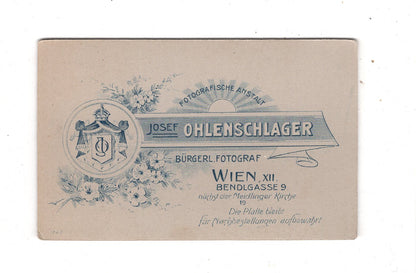 FOTOGRAFISCHE ANSTALT
JOSEF OHLENSCHLAGER
BÜRGERL. FOTOGRAF
WIEN, XII.
BENDLGASSE 9
nächst der Meidlinger Kirche
Die Platte bleibt
für Nachbestellungen aufbewahrt